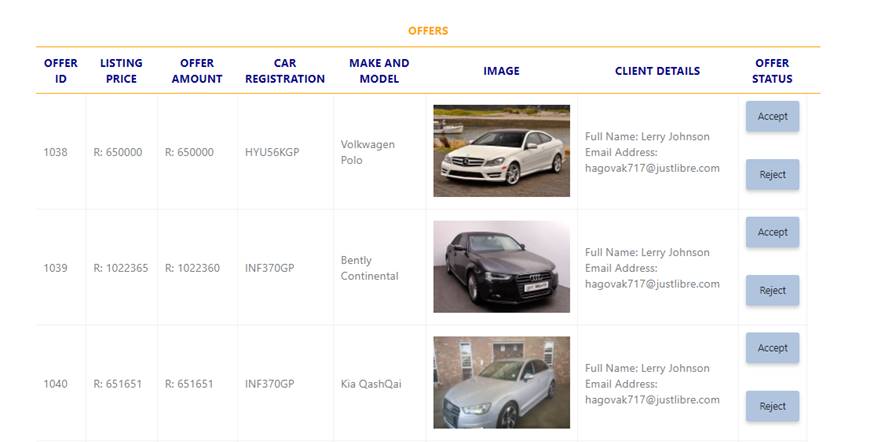 OFFERS
OFFER ID
LISTING PRICE
OFFER AMOUNT
CAR REGISTRATION
MAKE AND MODEL
IMAGE
CLIENT DETAILS
OFFER STATUS
1038
R: 650000
R: 650000
HYU56KGP
Volkwagen
Polo
Full Name: Lerry Johnson
Email Address:
hagovak717@justlibre.com
Accept
Reject
1039
R: 1022365
R: 1022360
INF370GP
Bently
Continental
Full Name: Lerry Johnson
Email Address:
hagovak717@justlibre.com
Accept
Reject
1040
R: 651651
R: 651651
INF370GP
Kia QashQai
Full Name: Lerry Johnson
Email Address:
hagovak717@justlibre.com
Accept
Reject